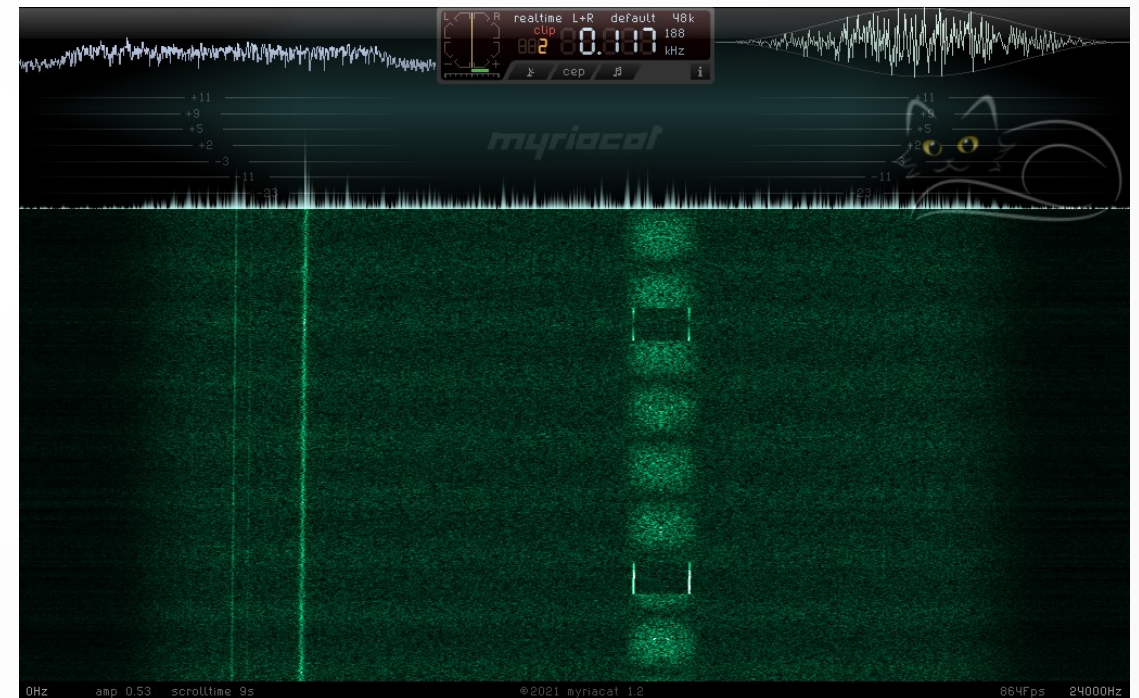 L R realtime L+R default 48k
clip
2 0.117 188
kHz
cep i
+11 +11
+9 +9
+5 +5
+2 +2
-3 -3
-11 -11
-23 -23
myriacat
0Hz amp 0.53 scrolltime 9s ©2021 myriacat 1.2 864Fps 24000Hz